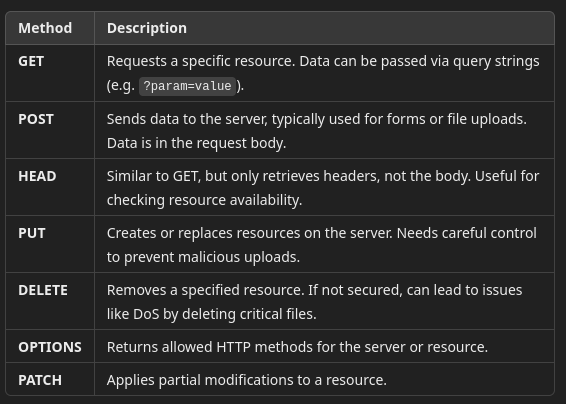 Method Description
GET Requests a specific resource. Data can be passed via query strings
(e.g. ?param=value ).
POST Sends data to the server, typically used for forms or file uploads.
Data is in the request body.
HEAD Similar to GET, but only retrieves headers, not the body. Useful for
checking resource availability.
PUT Creates or replaces resources on the server. Needs careful control
to prevent malicious uploads.
DELETE Removes a specified resource. If not secured, can lead to issues
like DoS by deleting critical files.
OPTIONS Returns allowed HTTP methods for the server or resource.
PATCH Applies partial modifications to a resource.